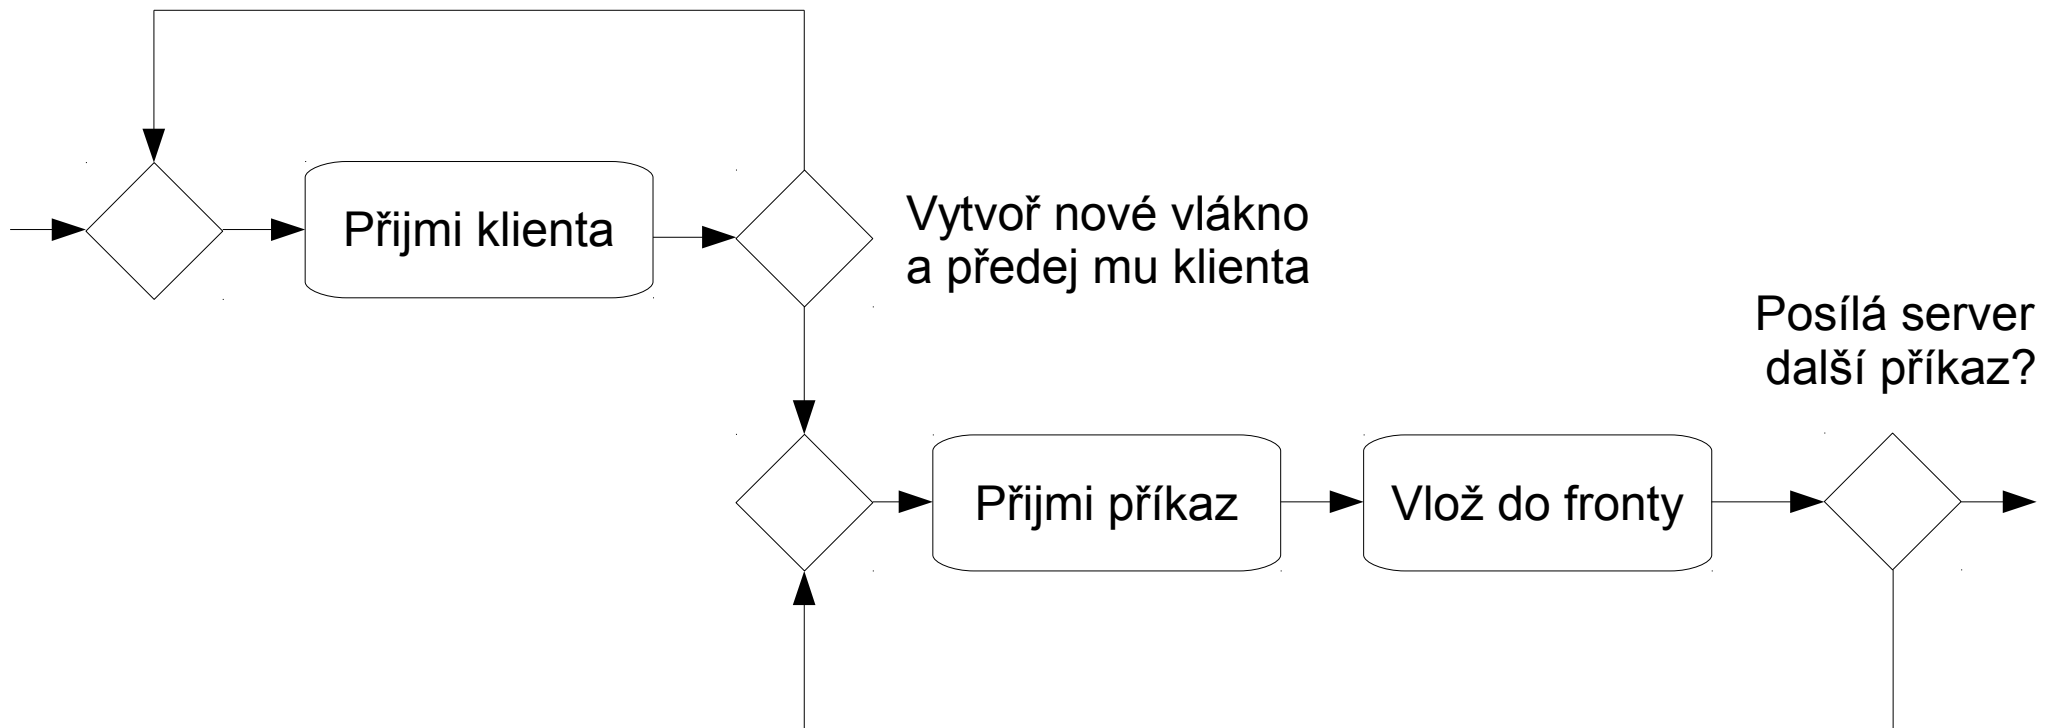 Přijmi klienta
Vytvoř nové vlákno
a předej mu klienta
Posílá server
další příkaz?
Přijmi příkaz
Vlož do fronty